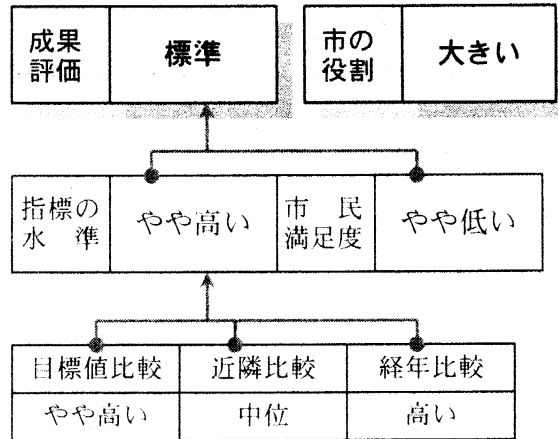 成果
評価
標準
市の
役割
大きい
指標の
水　準
やや高い
市　民
満足度
やや低い
目標値比較
近隣比較
経年比較
やや高い
中位
高い